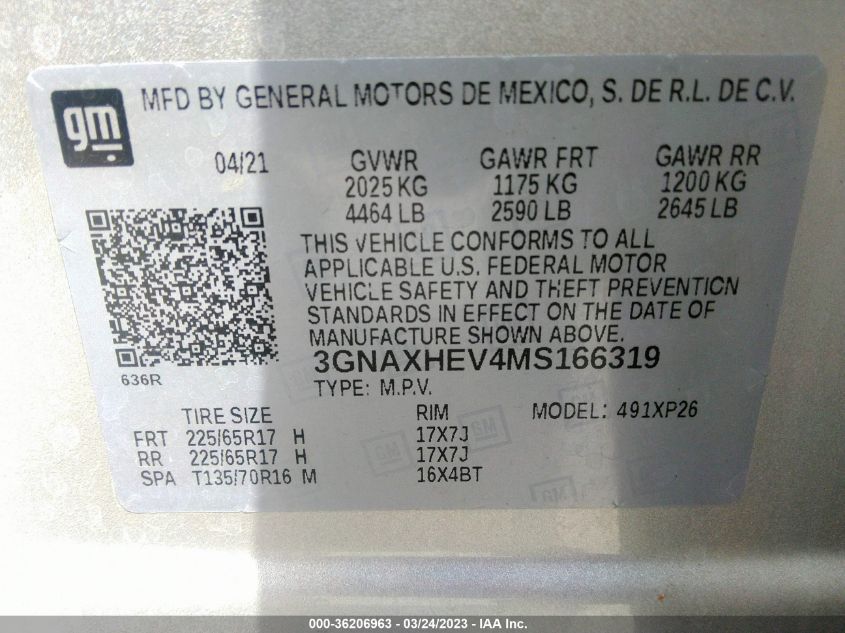 gm
MFD BY GENERAL MOTORS DE MEXICO, S. DE R.L. DE C.V.
04/21 GVWR GAWR FRT GAWR RR
2025 KG 1175 KG 1200 KG
4464 LB 2590 LB 2645 LB
THIS VEHICLE CONFORMS TO ALL
APPLICABLE U.S. FEDERAL MOTOR
VEHICLE SAFETY AND THEFT PREVENTION
STANDARDS IN EFFECT ON THE DATE OF
MANUFACTURE SHOWN ABOVE.
3GNAXHEV4MS166319
636R
TYPE: M.P.V.
TIRE SIZE RIM MODEL: 491XP26
FRT 225/65R17 H 17X7J
RR 225/65R17 H 17X7J
SPA T135/70R16 M 16X4BT
000-36206963 — 03/24/2023 — IAA Inc.